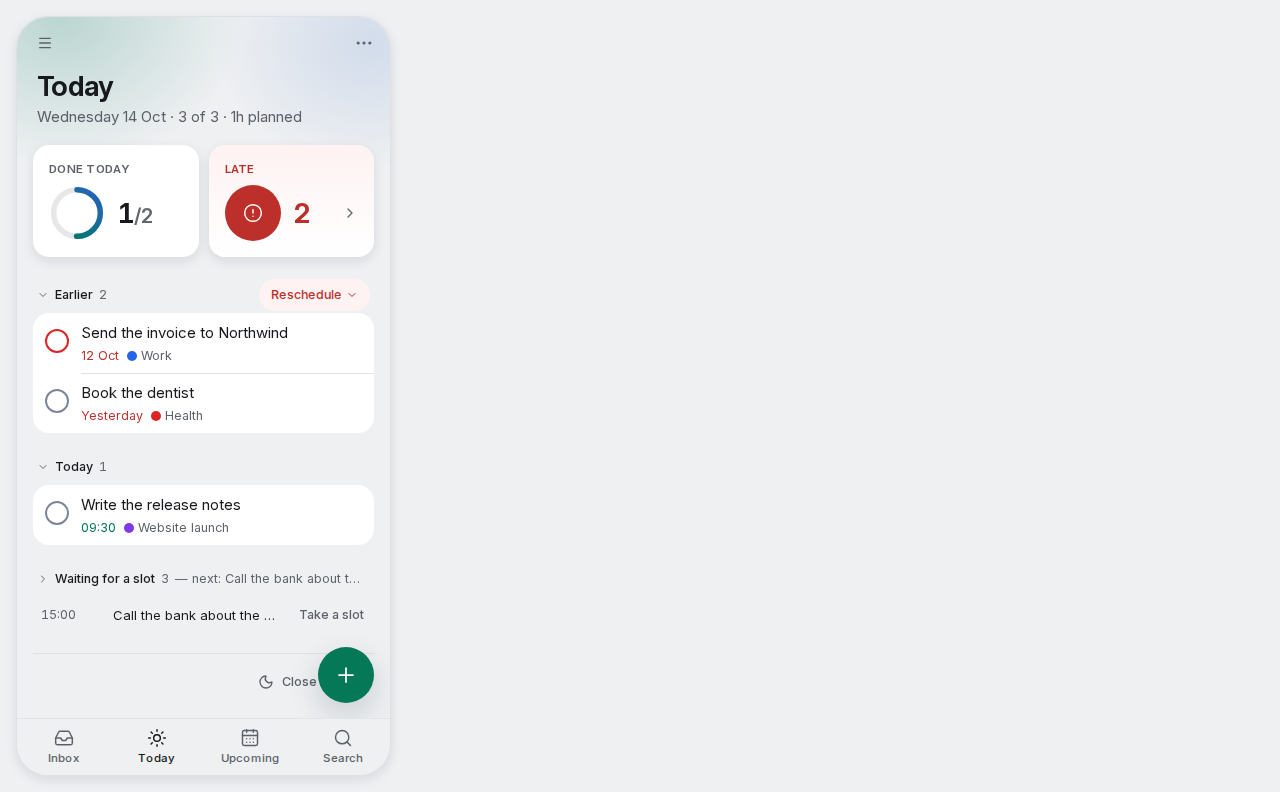 Today
Wednesday 14 Oct · 3 of 3 · 1h planned
DONE TODAY
1/2
LATE
2
Earlier 2
Reschedule
Send the invoice to Northwind
12 Oct Work
Book the dentist
Yesterday Health
Today 1
Write the release notes
09:30 Website launch
Waiting for a slot 3 — next: Call the bank about t…
15:00 Call the bank about the … Take a slot
Close
Inbox
Today
Upcoming
Search